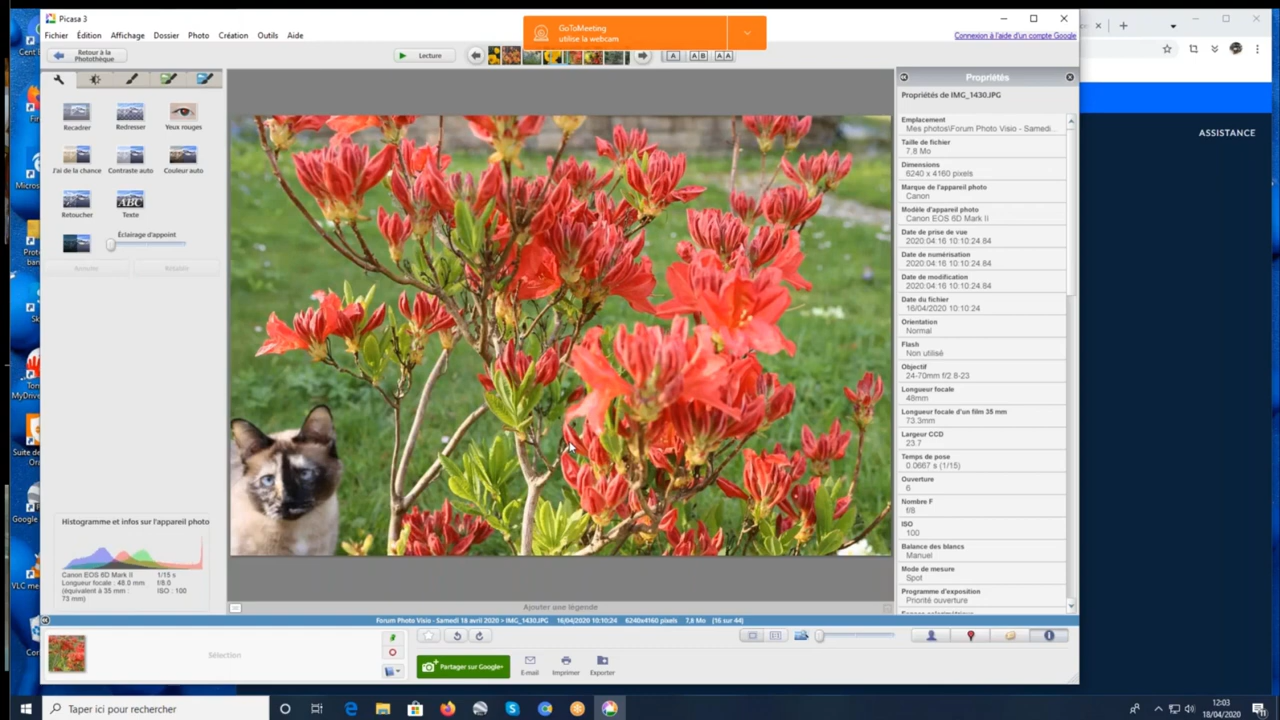 Picasa 3
GoToMeeting
utilise la webcam
Fichier Édition Affichage Dossier Photo Création Outils Aide
Connexion à l'aide d'un compte Google
Retour à la
Photothèque
Lecture
A AB AA
Propriétés
Propriétés de IMG_1430.JPG
ASSISTANCE
Recadrer Redresser Yeux rouges
J'ai de la chance Contraste auto Couleur auto
ABC
Retoucher Texte
Éclairage d'appoint
Emplacement
Mes photos\Forum Photo Visio - Samedi...
Taille de fichier
7.8 Mo
Dimensions
6240 x 4160 pixels
Marque de l'appareil photo
Canon
Modèle d'appareil photo
Canon EOS 6D Mark II
Date de prise de vue
2020:04:16 10:10:24.84
Date de numérisation
2020:04:16 10:10:24.84
Date de modification
2020:04:16 10:10:24.84
Date du fichier
16/04/2020 10:10:24
Orientation
Normal
Flash
Non utilisé
Objectif
24-70mm f/2.8-23
Longueur focale
48mm
Longueur focale d'un film 35 mm
73.3mm
Largeur CCD
23.7
Temps de pose
0.0667 s (1/15)
Ouverture
6
Nombre F
f/8
ISO
100
Balance des blancs
Manuel
Mode de mesure
Spot
Programme d'exposition
Priorité ouverture
Histogramme et infos sur l'appareil photo
Canon EOS 6D Mark II 1/15 s
Longueur focale : 48.0 mm f/8.0
(équivalent à 35 mm : ISO : 100
73 mm)
Ajouter une légende
Forum Photo Visio - Samedi 18 avril 2020 > IMG_1430.JPG 16/04/2020 10:10:24 6240x4160 pixels 7,8 Mo (16 sur 44)
Sélection
Partager sur Google+
E-mail Imprimer Exporter
Microsoft
MyDrive
Suite de
Google
VLC me
Taper ici pour rechercher
12:03
18/04/2020
11